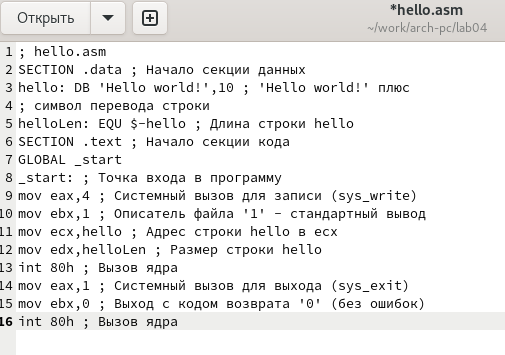 Открыть
*hello.asm
~/work/arch-pc/lab04
1 ; hello.asm
2 SECTION .data ; Начало секции данных
3 hello: DB 'Hello world!',10 ; 'Hello world!' плюс
4 ; символ перевода строки
5 helloLen: EQU $-hello ; Длина строки hello
6 SECTION .text ; Начало секции кода
7 GLOBAL _start
8 _start: ; Точка входа в программу
9 mov eax,4 ; Системный вызов для записи (sys_write)
10 mov ebx,1 ; Описатель файла '1' - стандартный вывод
11 mov ecx,hello ; Адрес строки hello в ecx
12 mov edx,helloLen ; Размер строки hello
13 int 80h ; Вызов ядра
14 mov eax,1 ; Системный вызов для выхода (sys_exit)
15 mov ebx,0 ; Выход с кодом возврата '0' (без ошибок)
16 int 80h ; Вызов ядра